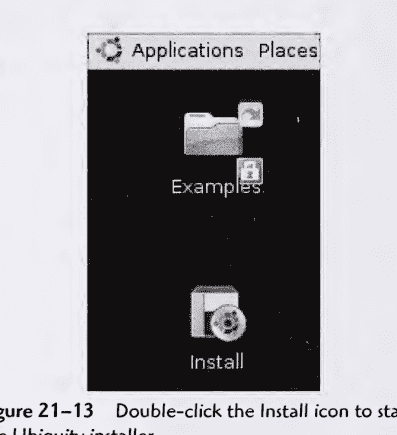 Applications Places
Examples
Install
gure 21–13 Double-click the Install icon to sta
Ubiquity installer